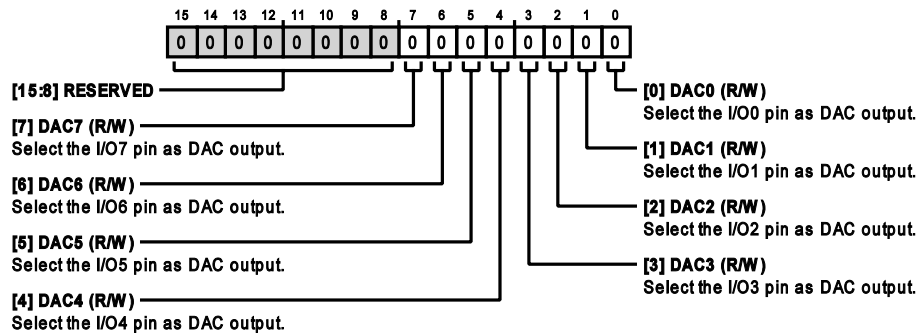 15 14 13 12 11 10 9 8 7 6 5 4 3 2 1 0
0 0 0 0 0 0 0 0 0 0 0 0 0 0 0 0
[15:8] RESERVED
[7] DAC7 (R/W)
Select the I/O7 pin as DAC output.
[6] DAC6 (R/W)
Select the I/O6 pin as DAC output.
[5] DAC5 (R/W)
Select the I/O5 pin as DAC output.
[4] DAC4 (R/W)
Select the I/O4 pin as DAC output.
[0] DAC0 (R/W)
Select the I/O0 pin as DAC output.
[1] DAC1 (R/W)
Select the I/O1 pin as DAC output.
[2] DAC2 (R/W)
Select the I/O2 pin as DAC output.
[3] DAC3 (R/W)
Select the I/O3 pin as DAC output.